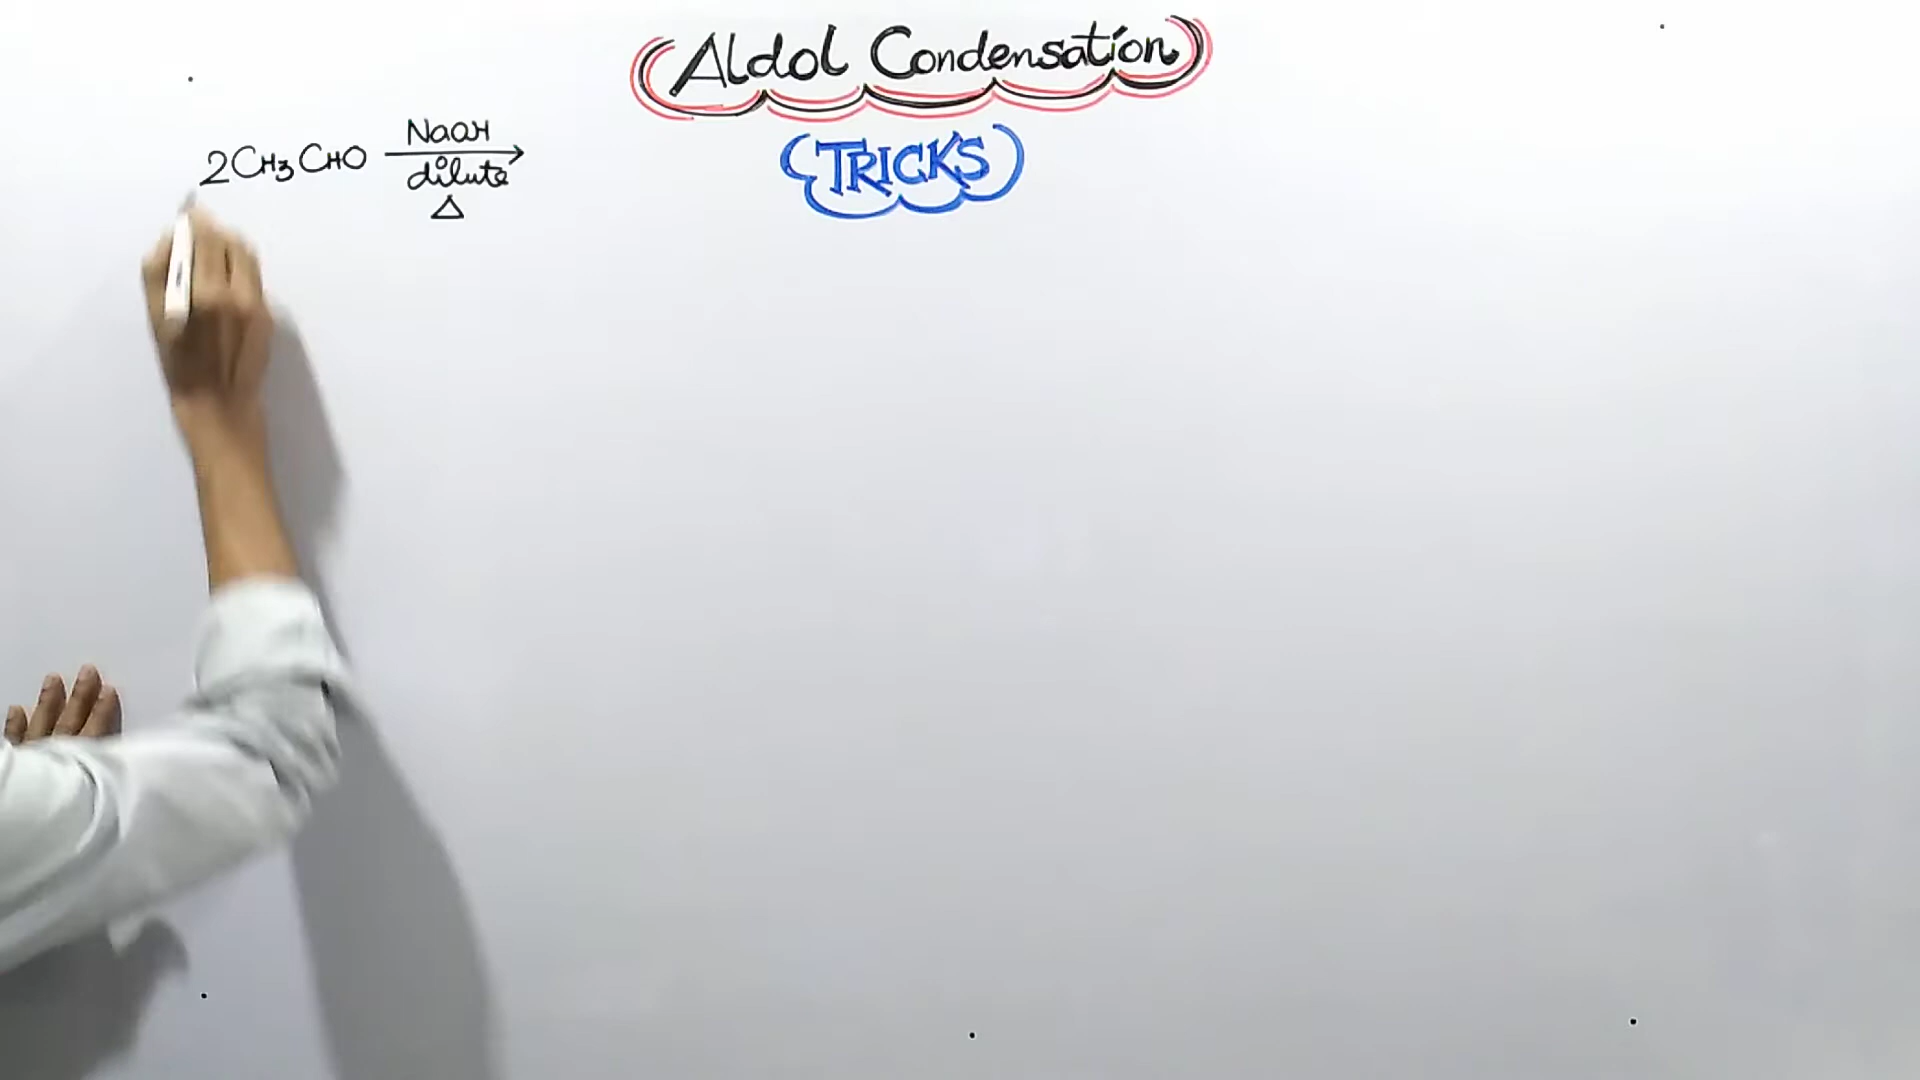 Aldol Condensation
TRICKS
2CH3CHO NaOH
dilute
△